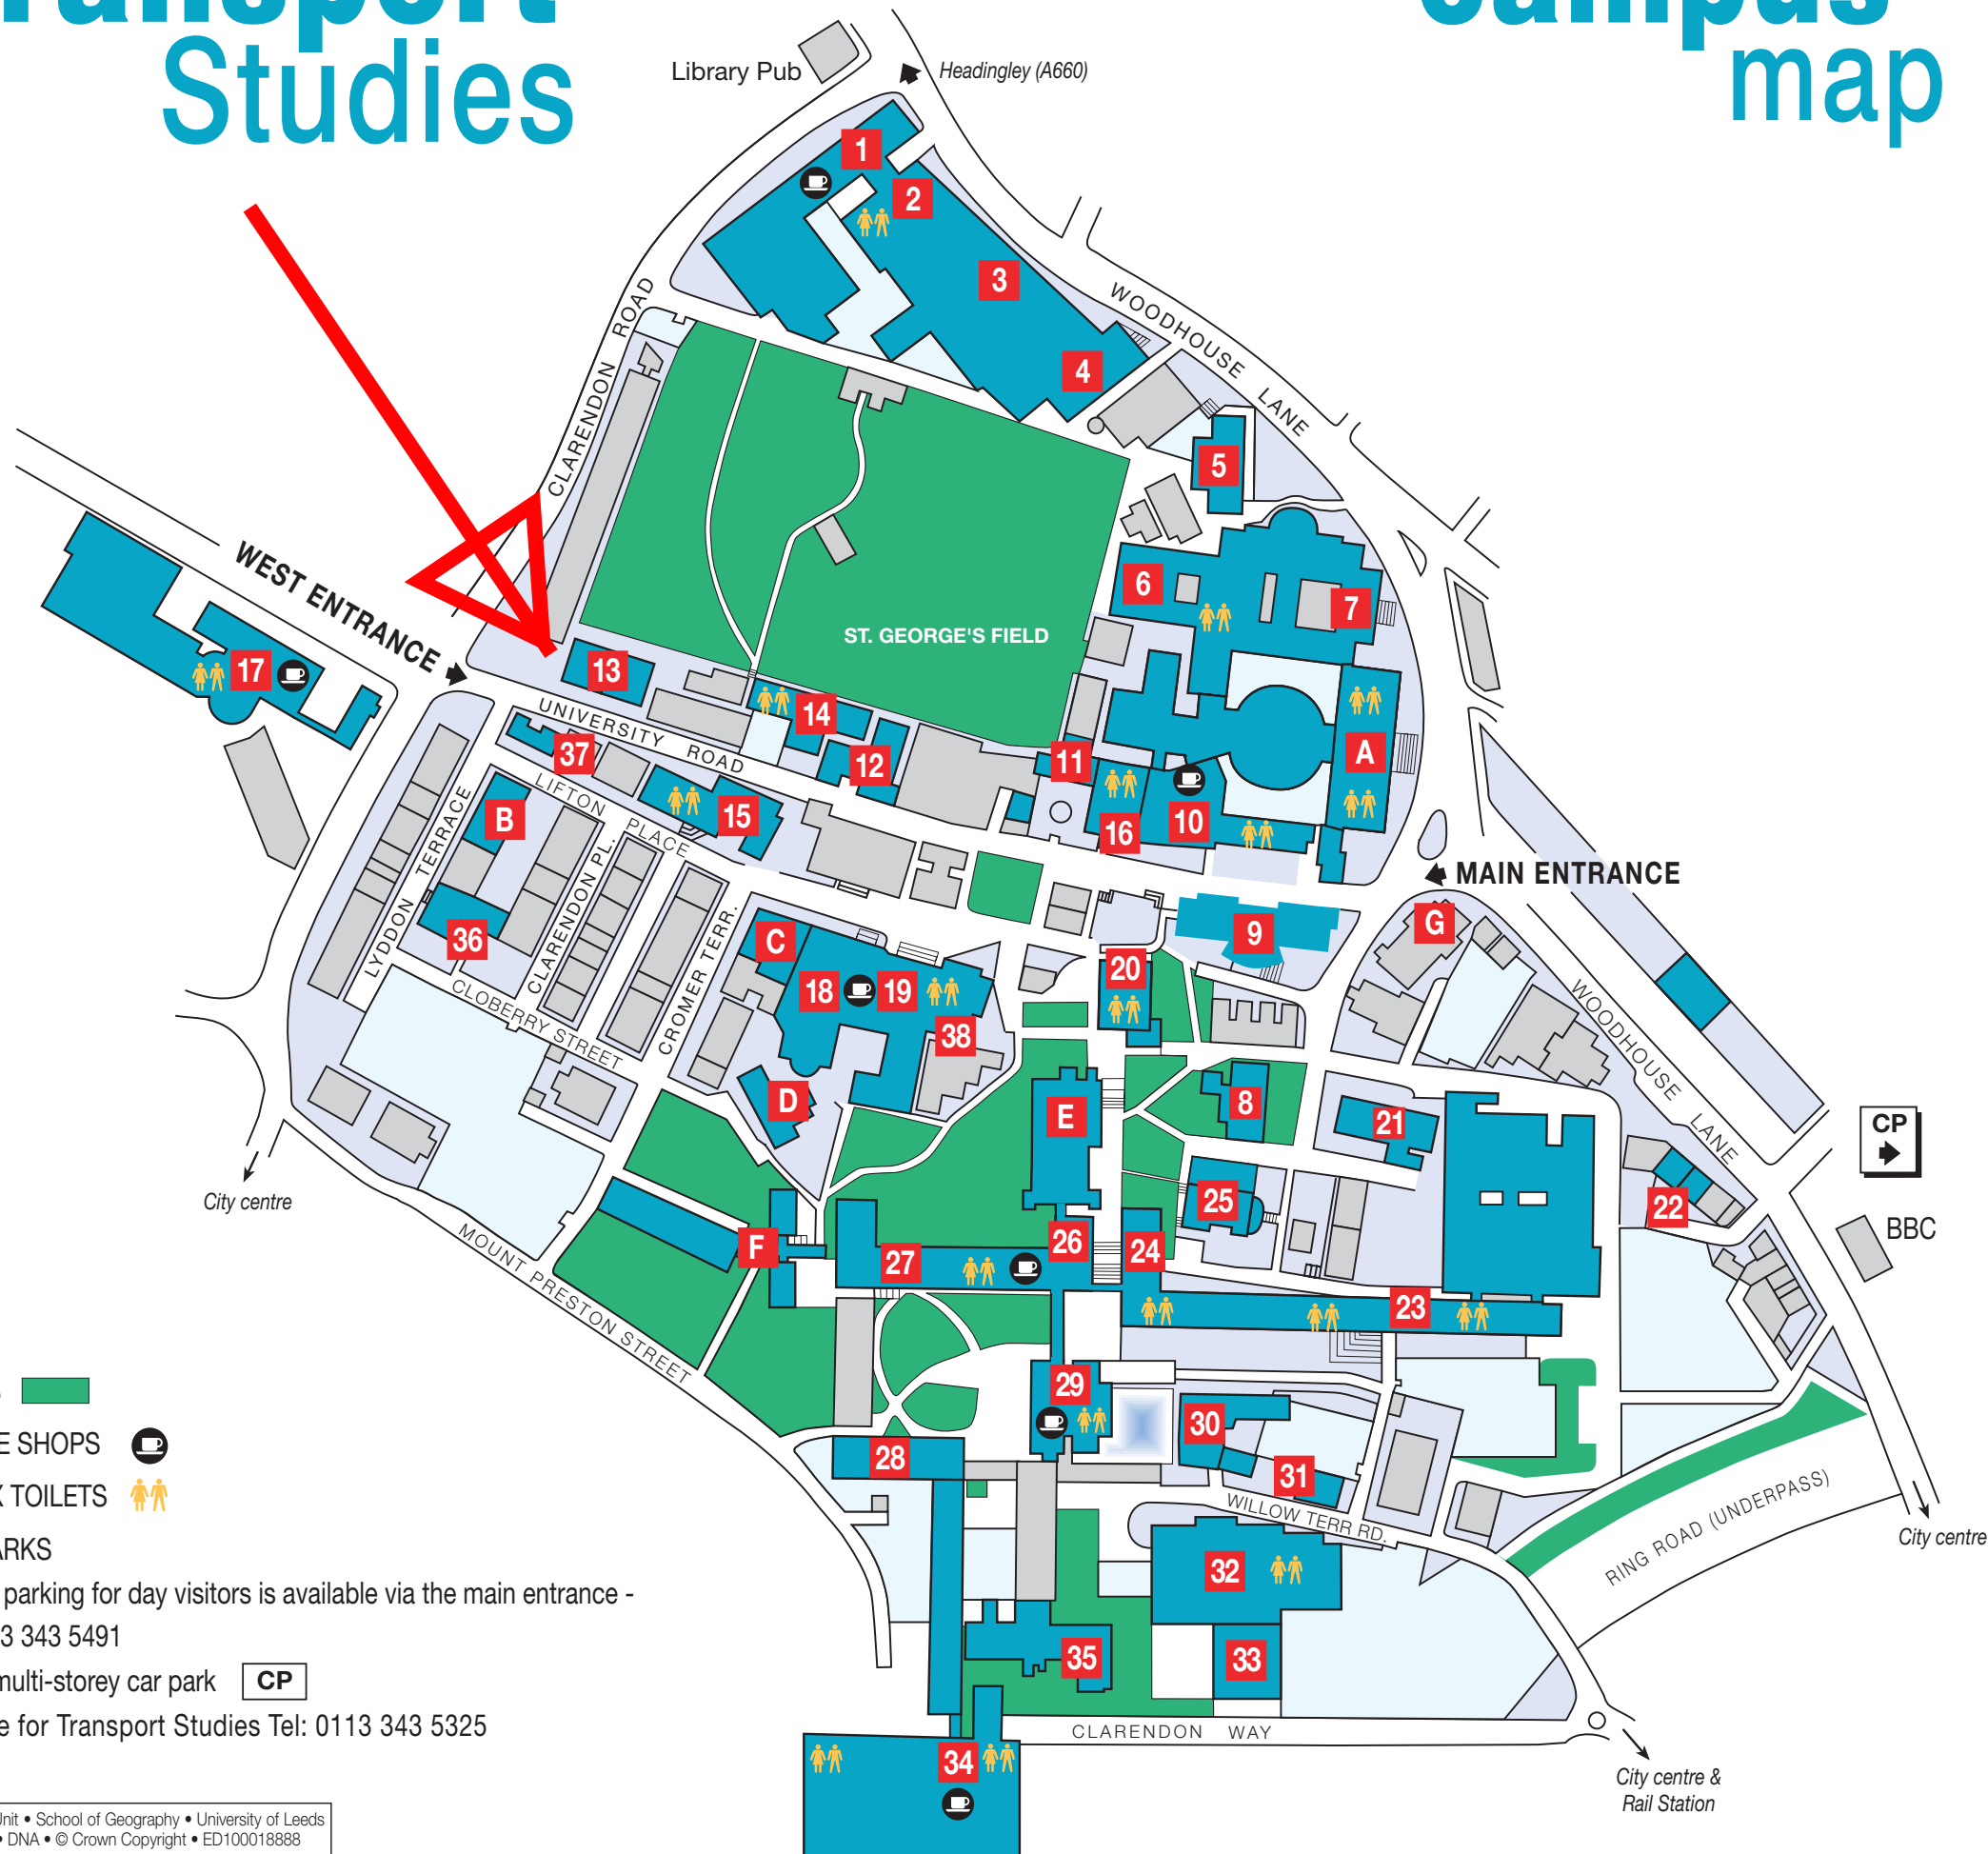 Studies
map
Library Pub
Headingley (A660)
1
2
3
4
CLARENDON ROAD
WOODHOUSE LANE
CLARENDON ROAD
5
WEST ENTRANCE
6
7
ST. GEORGE'S FIELD
17
13
14
UNIVERSITY ROAD
37
12
11
A
10
16
15
LIFTON PLACE
B
MAIN ENTRANCE
LYDDON TERRACE
CLARENDON PL.
36
CROMER TERR.
C
9
G
20
18
19
38
CLOBERRY STREET
WOODHOUSE LANE
D
E
8
21
CP
City centre
25
22
BBC
F
26
24
27
23
MOUNT PRESTON STREET
29
30
28
31
SHOPS
TOILETS
WILLOW TERR RD.
RING ROAD (UNDERPASS)
City centre
32
parking for day visitors is available via the main entrance -
3 343 5491
35
33
multi-storey car park CP
for Transport Studies Tel: 0113 343 5325
CLARENDON WAY
34
City centre &
Rail Station
• School of Geography • University of Leeds
• DNA • © Crown Copyright • ED100018888